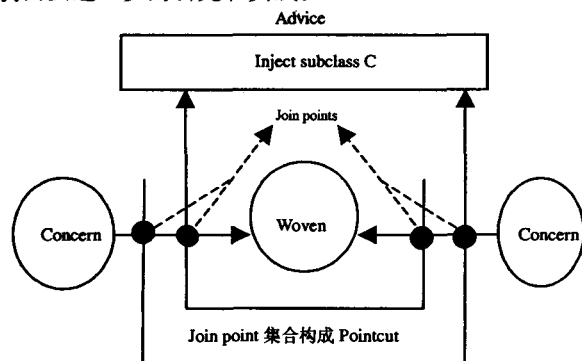 Advice
Inject subclass C
Join points
Concern
Woven
Concern
Join point 集合构成 Pointcut